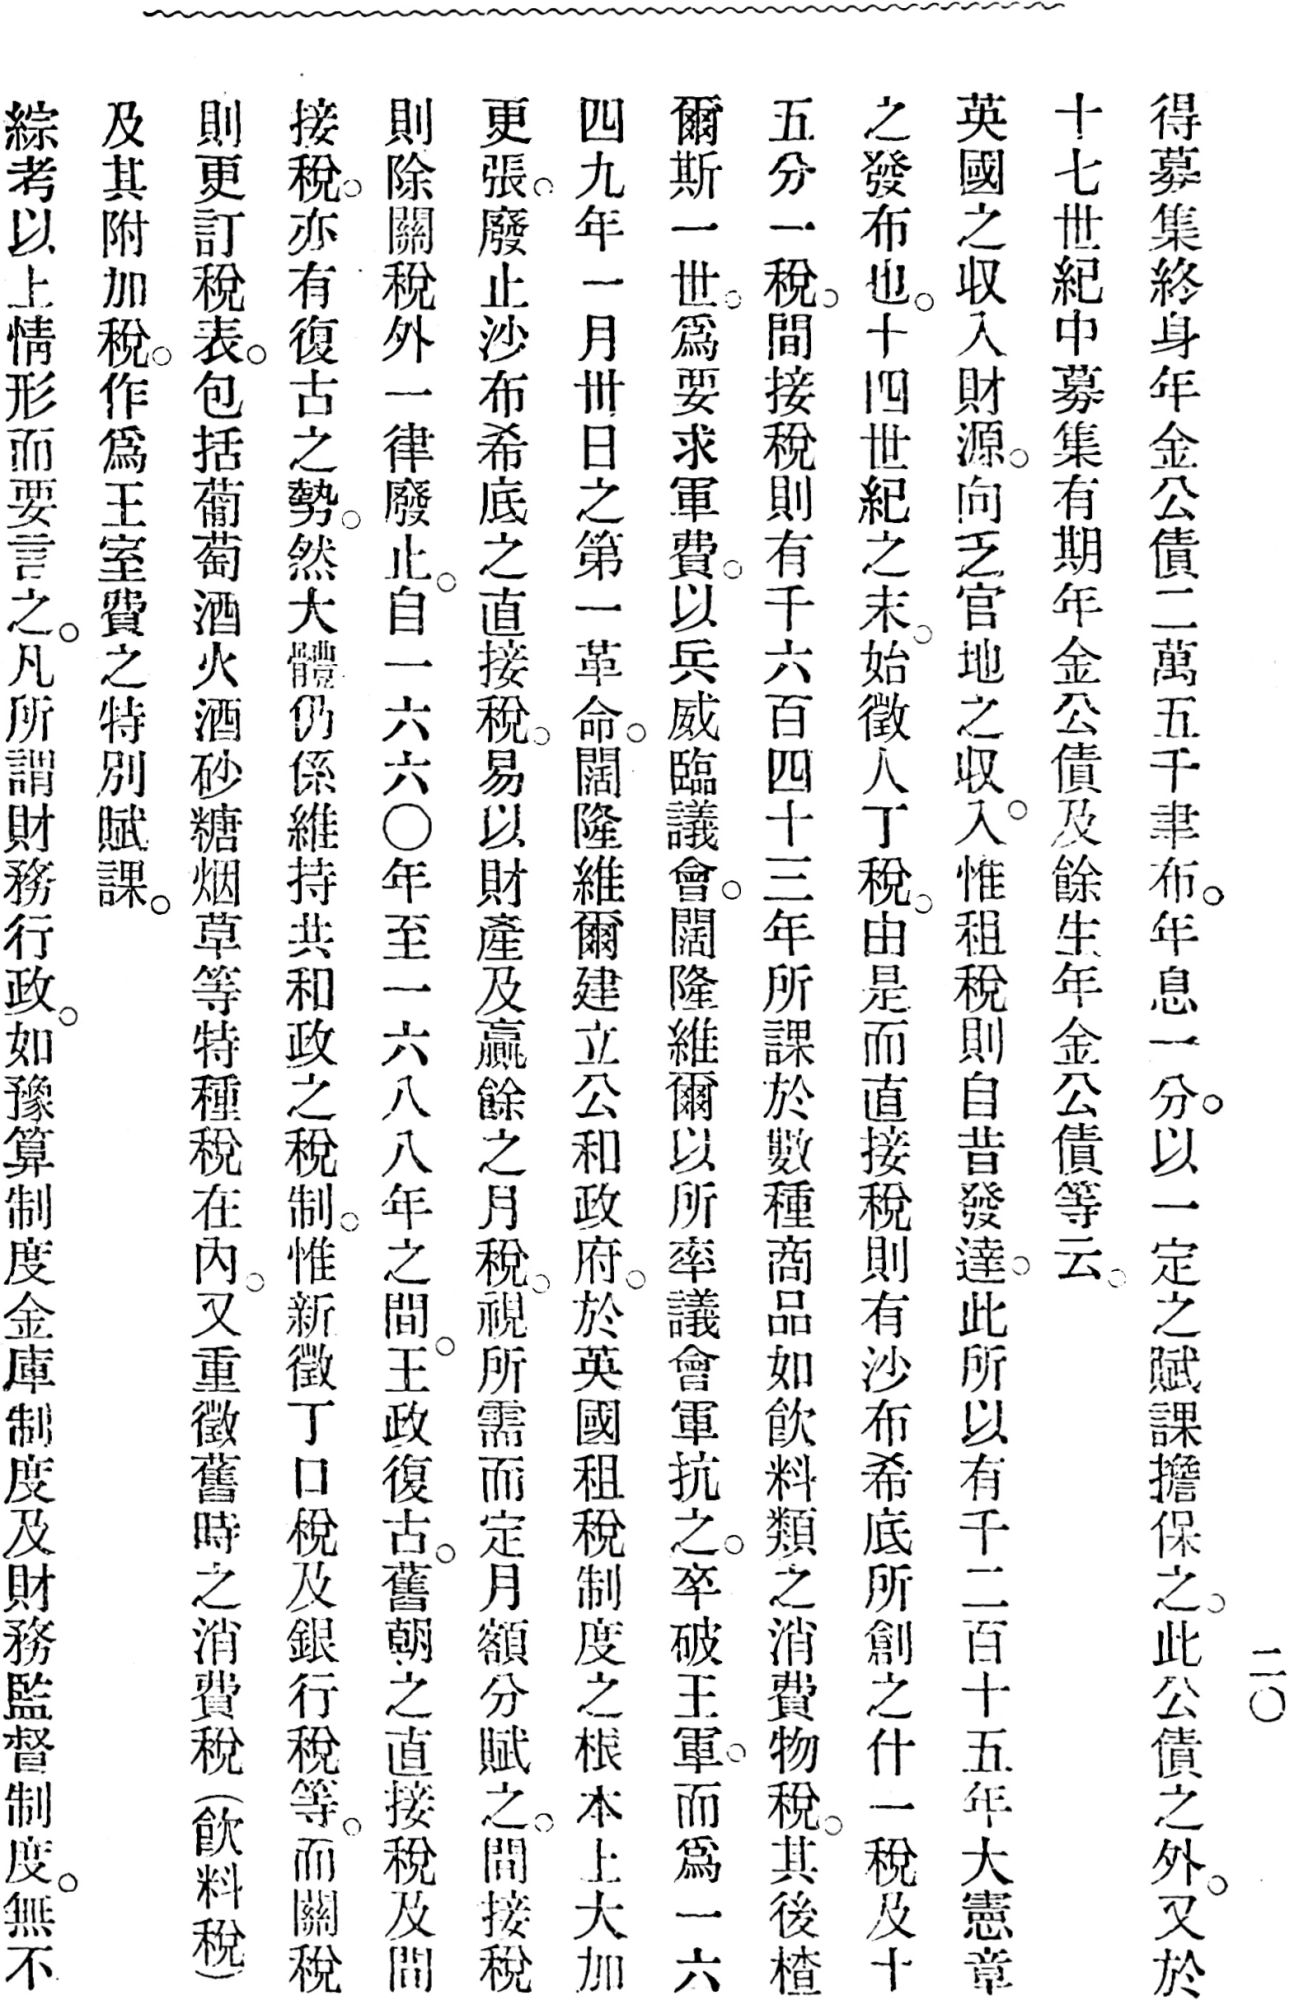 二〇
得募集終身年金公債二萬五千聿布。年息一分。以一定之賦課擔保之。此公債之外。又於
十七世紀中募集有期年金公債及餘生年金公債等云。
英國之收入財源。向乏官地之收入。惟租稅則自昔發達。此所以有千二百十五年大憲章
之發布也。十四世紀之末。始徵人丁稅。由是而直接稅則有沙布希底所創之什一稅及十
五分一稅。間接稅則有千六百四十三年所課於數種商品如飮料類之消費物稅。其後楂
爾斯一世。爲要求軍費。以兵威臨議會。闊隆維爾以所率議會軍抗之。卒破王軍。而爲一六
四九年一月卅日之第一革命。闊隆維爾建立公和政府。於英國租稅制度之根本上大加
更張。廢止沙布希底之直接稅。易以財產及贏餘之月稅。視所需而定月額分賦之。間接稅
則除關稅外一律廢止。自一六六〇年至一六八八年之間。王政復古。舊朝之直接稅及間
接稅。亦有復古之勢。然大體仍係維持共和政之稅制。惟新徵丁口稅及銀行稅等。而關稅
則更訂稅表。包括葡萄酒火酒砂糖烟草等特種稅在內。又重徵舊時之消費稅(飮料稅)
及其附加稅。作爲王室費之特別賦課。
綜考以上情形而要言之。凡所謂財務行政。如豫算制度金庫制度及財務監督制度。無不